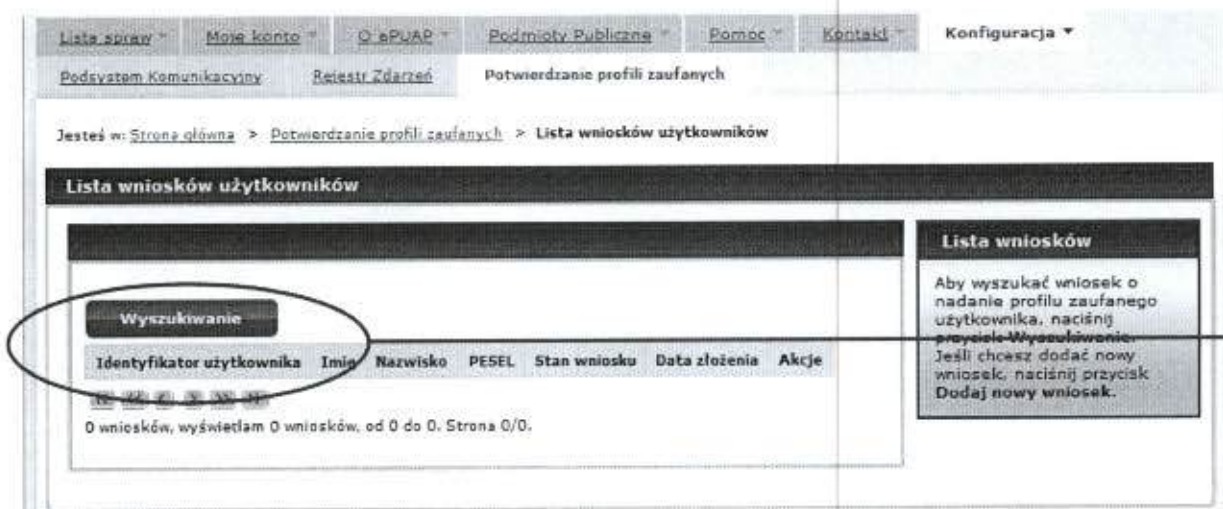 Lista spraw Moje konto O ePUAP Podmioty Publiczne Pomoc Kontakt Konfiguracja
Podsystem Komunikacyjny Rejestr Zdarzeń Potwierdzanie profili zaufanych
Jesteś w: Strona główna > Potwierdzanie profili zaufanych > Lista wniosków użytkowników
Lista wniosków użytkowników
Wyszukiwanie
Identyfikator użytkownika Imię Nazwisko PESEL Stan wniosku Data złożenia Akcje
0 wniosków, wyświetlam 0 wniosków, od 0 do 0. Strona 0/0.
Lista wniosków
Aby wyszukać wniosek o
nadanie profilu zaufanego
użytkownika, naciśnij
przycisk Wyszukiwanie.
Jeśli chcesz dodać nowy
wniosek, naciśnij przycisk
Dodaj nowy wniosek.